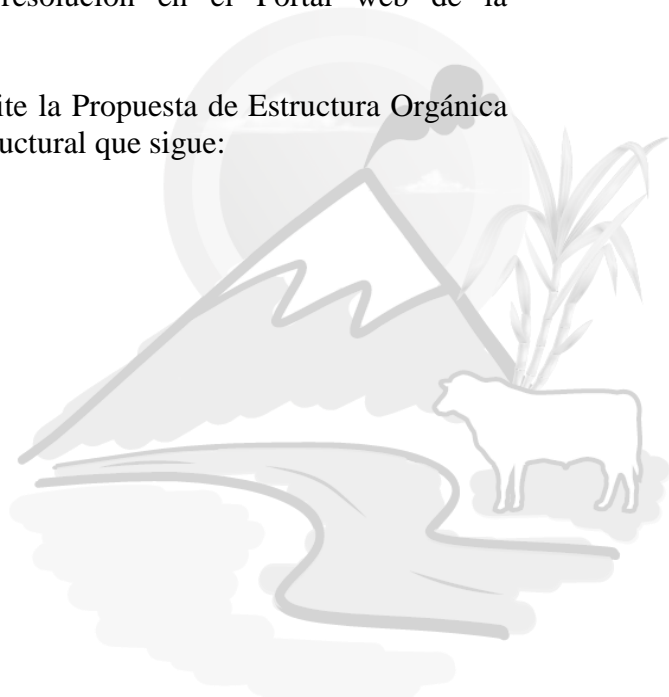 resolución en el Portal web de la
ite la Propuesta de Estructura Orgánica
uctural que sigue: